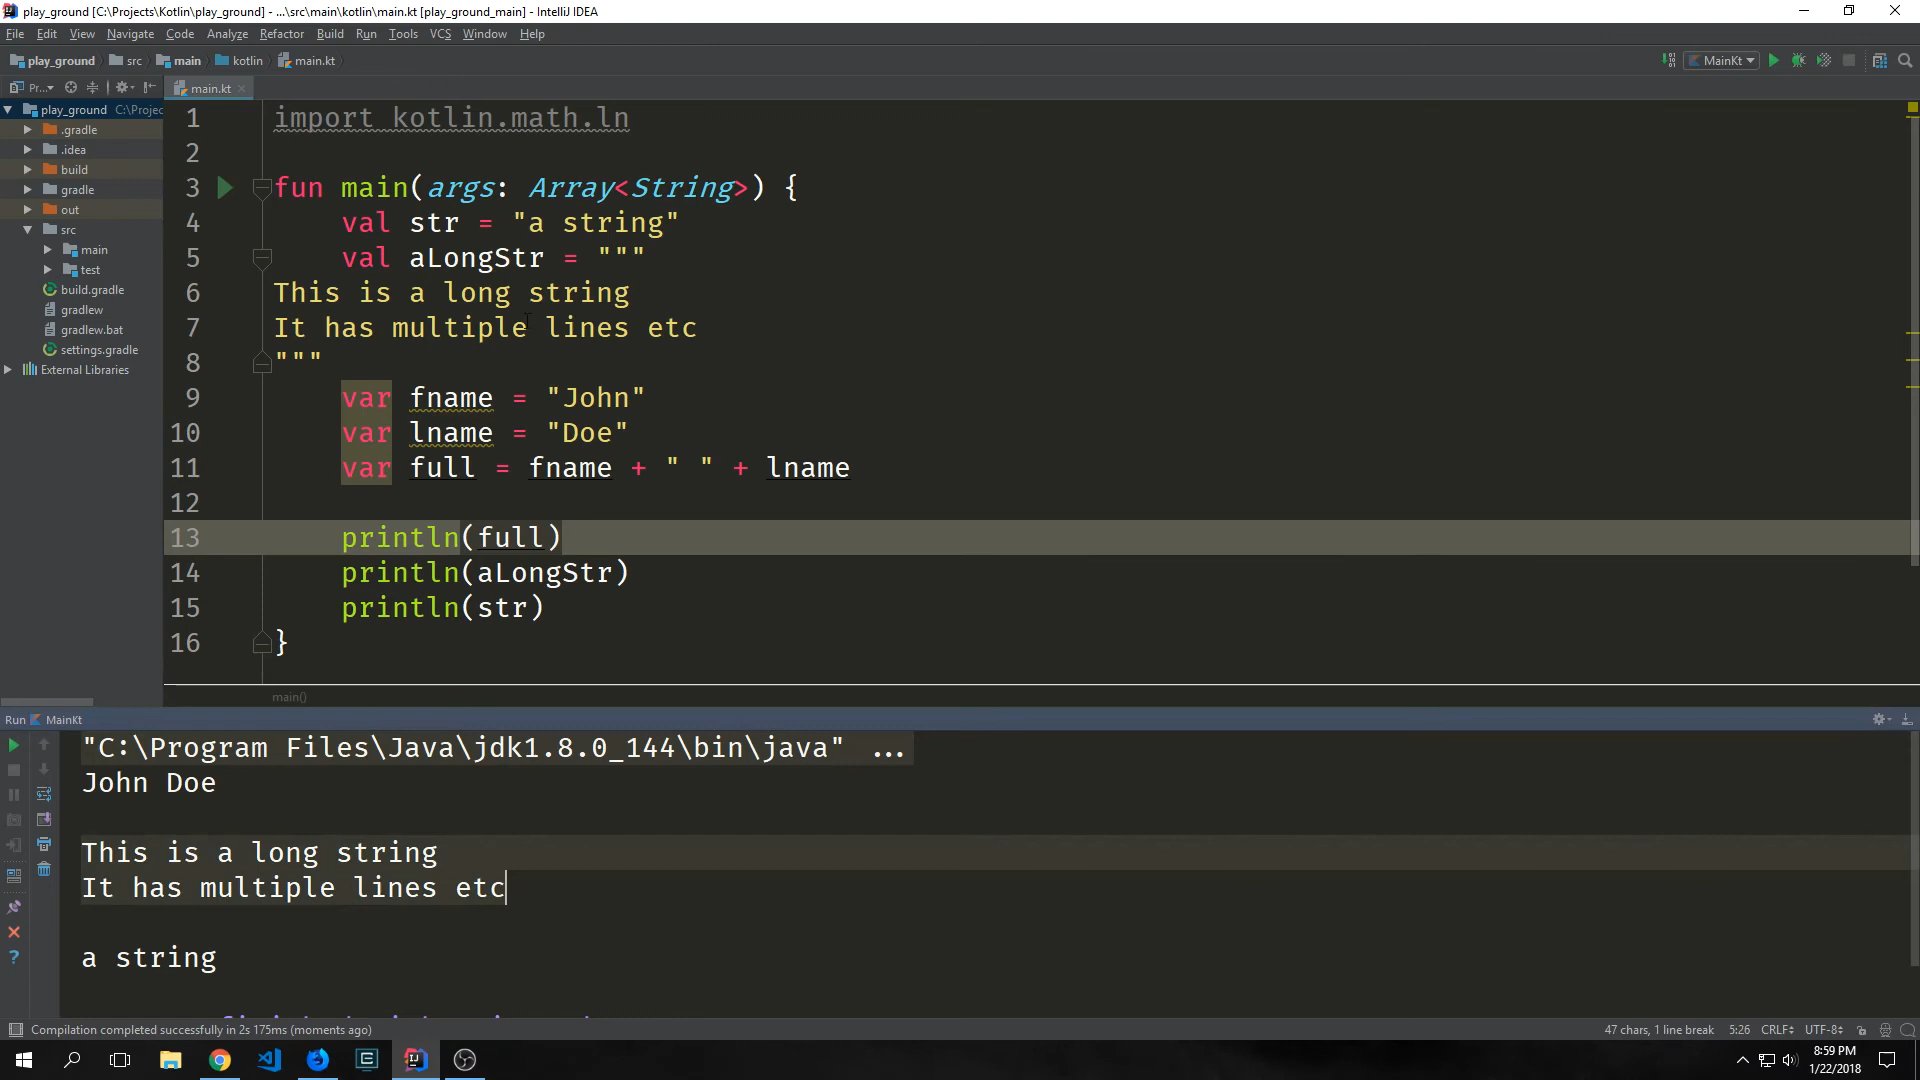 play_ground [C:\Projects\Kotlin\play_ground] - ...\src\main\kotlin\main.kt [play_ground_main] - IntelliJ IDEA
File Edit View Navigate Code Analyze Refactor Build Run Tools VCS Window Help
play_ground src main kotlin main.kt MainKt
Pr... main.kt
play_ground C:\Projec
.gradle
.idea
build
gradle
out
src
main
test
build.gradle
gradlew
gradlew.bat
settings.gradle
External Libraries
1 import kotlin.math.ln
2
3 fun main(args: Array<String>) {
4 val str = "a string"
5 val aLongStr = """
6 This is a long string
7 It has multiple lines etc
8 """
9 var fname = "John"
10 var lname = "Doe"
11 var full = fname + " " + lname
12
13 println(full)
14 println(aLongStr)
15 println(str)
16 }
main()
Run MainKt
"C:\Program Files\Java\jdk1.8.0_144\bin\java" ...
John Doe
This is a long string
It has multiple lines etc
a string
Compilation completed successfully in 2s 175ms (moments ago) 47 chars, 1 line break 5:26 CRLF UTF-8
8:59 PM
1/22/2018